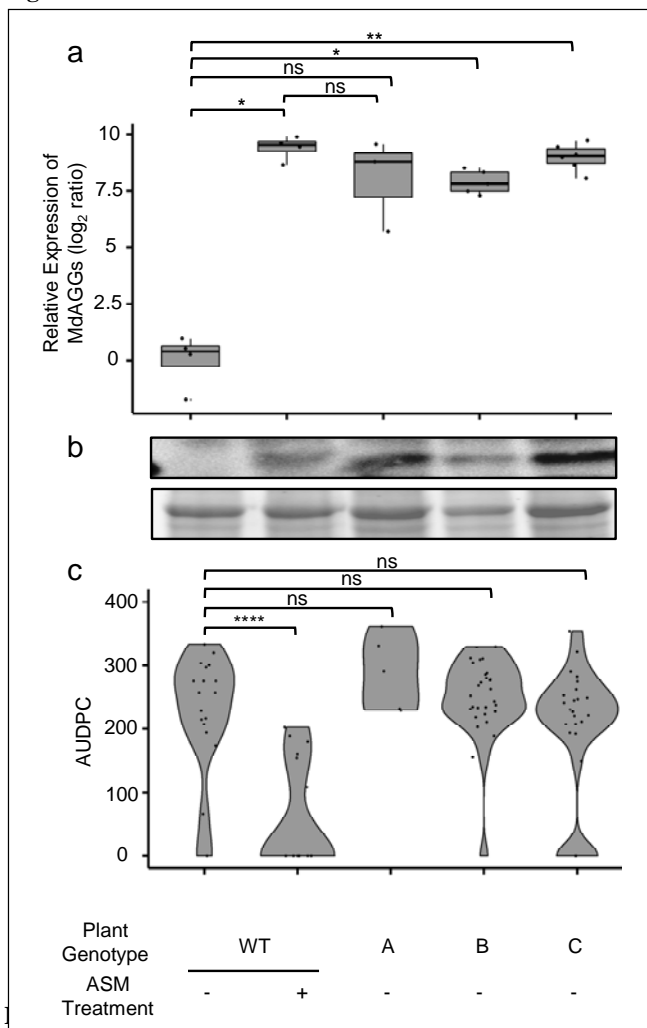 a
**
*
ns
ns
*
10
7.5
5
2.5
0
Relative Expression of
MdAGGs (log₂ ratio)
b
c
ns
ns
ns
****
400
300
200
100
0
AUDPC
Plant
Genotype
WT
A
B
C
ASM
Treatment
-
+
-
-
-